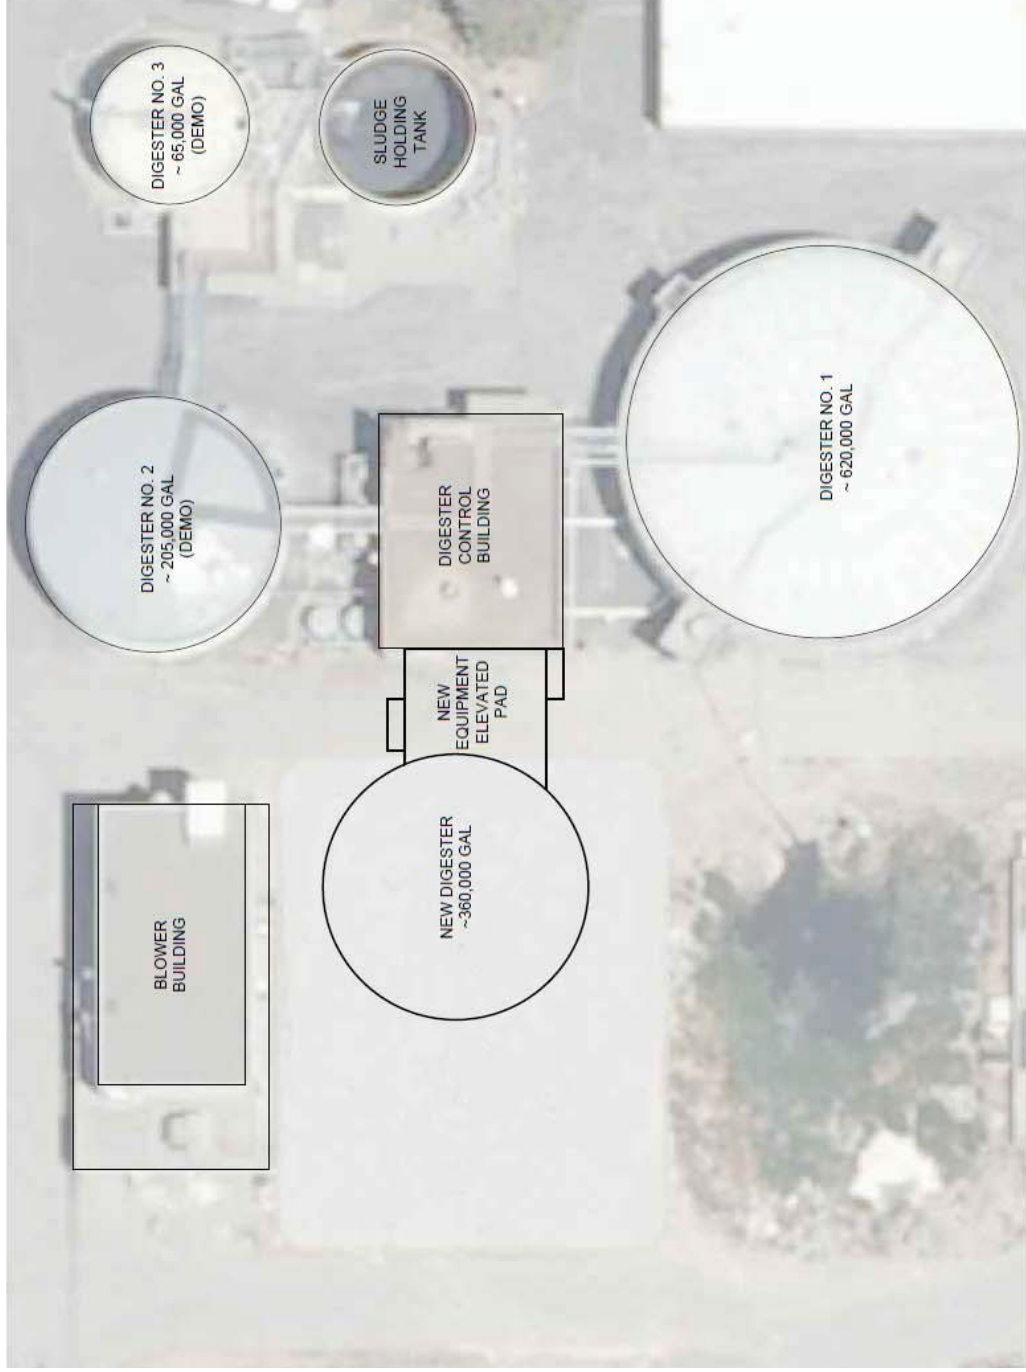 DIGESTER NO. 3
~ 65,000 GAL
(DEMO)
SLUDGE
HOLDING
TANK
DIGESTER NO. 2
~ 205,000 GAL
(DEMO)
DIGESTER
CONTROL
BUILDING
DIGESTER NO. 1
~ 620,000 GAL
NEW
EQUIPMENT
ELEVATED
PAD
BLOWER
BUILDING
NEW DIGESTER
~360,000 GAL